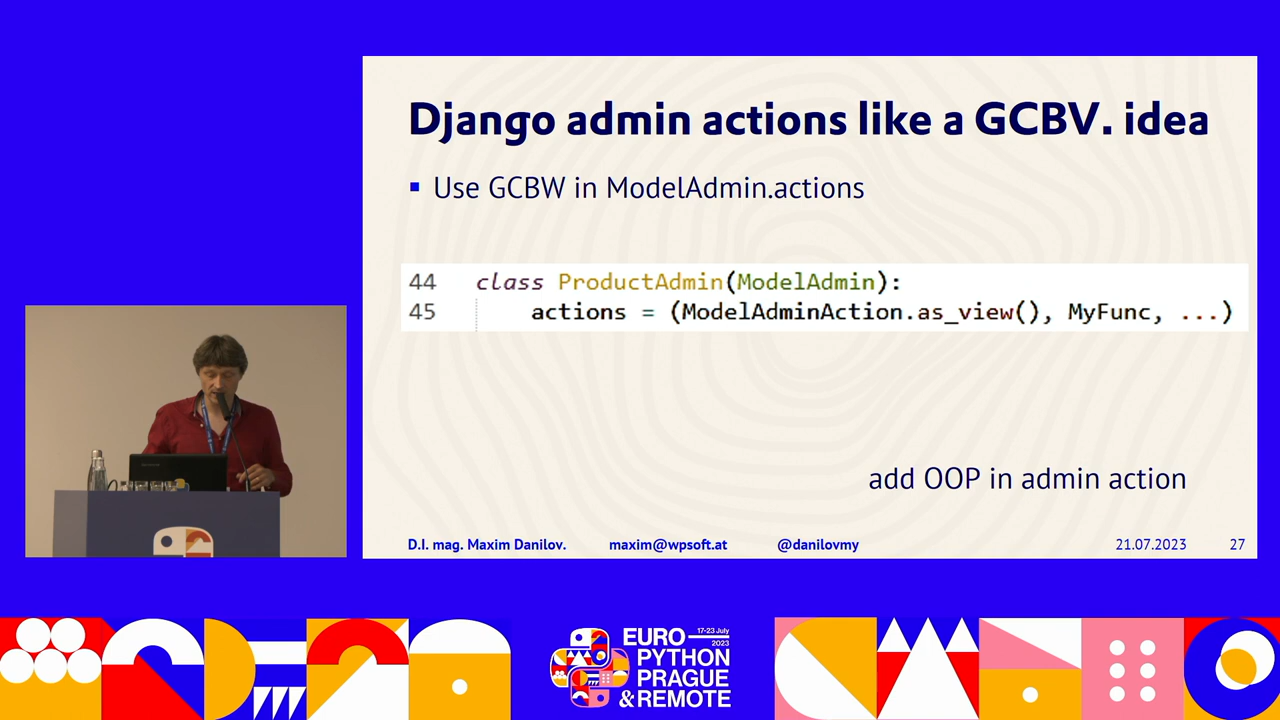 Django admin actions like a GCBV. idea
Use GCBW in ModelAdmin.actions
44 class ProductAdmin(ModelAdmin):
45 actions = (ModelAdminAction.as_view(), MyFunc, ...)
add OOP in admin action
D.I. mag. Maxim Danilov. maxim@wpsoft.at @danilovmy 21.07.2023 27
EURO 17-23 July 2023
PYTHON
PRAGUE
& REMOTE